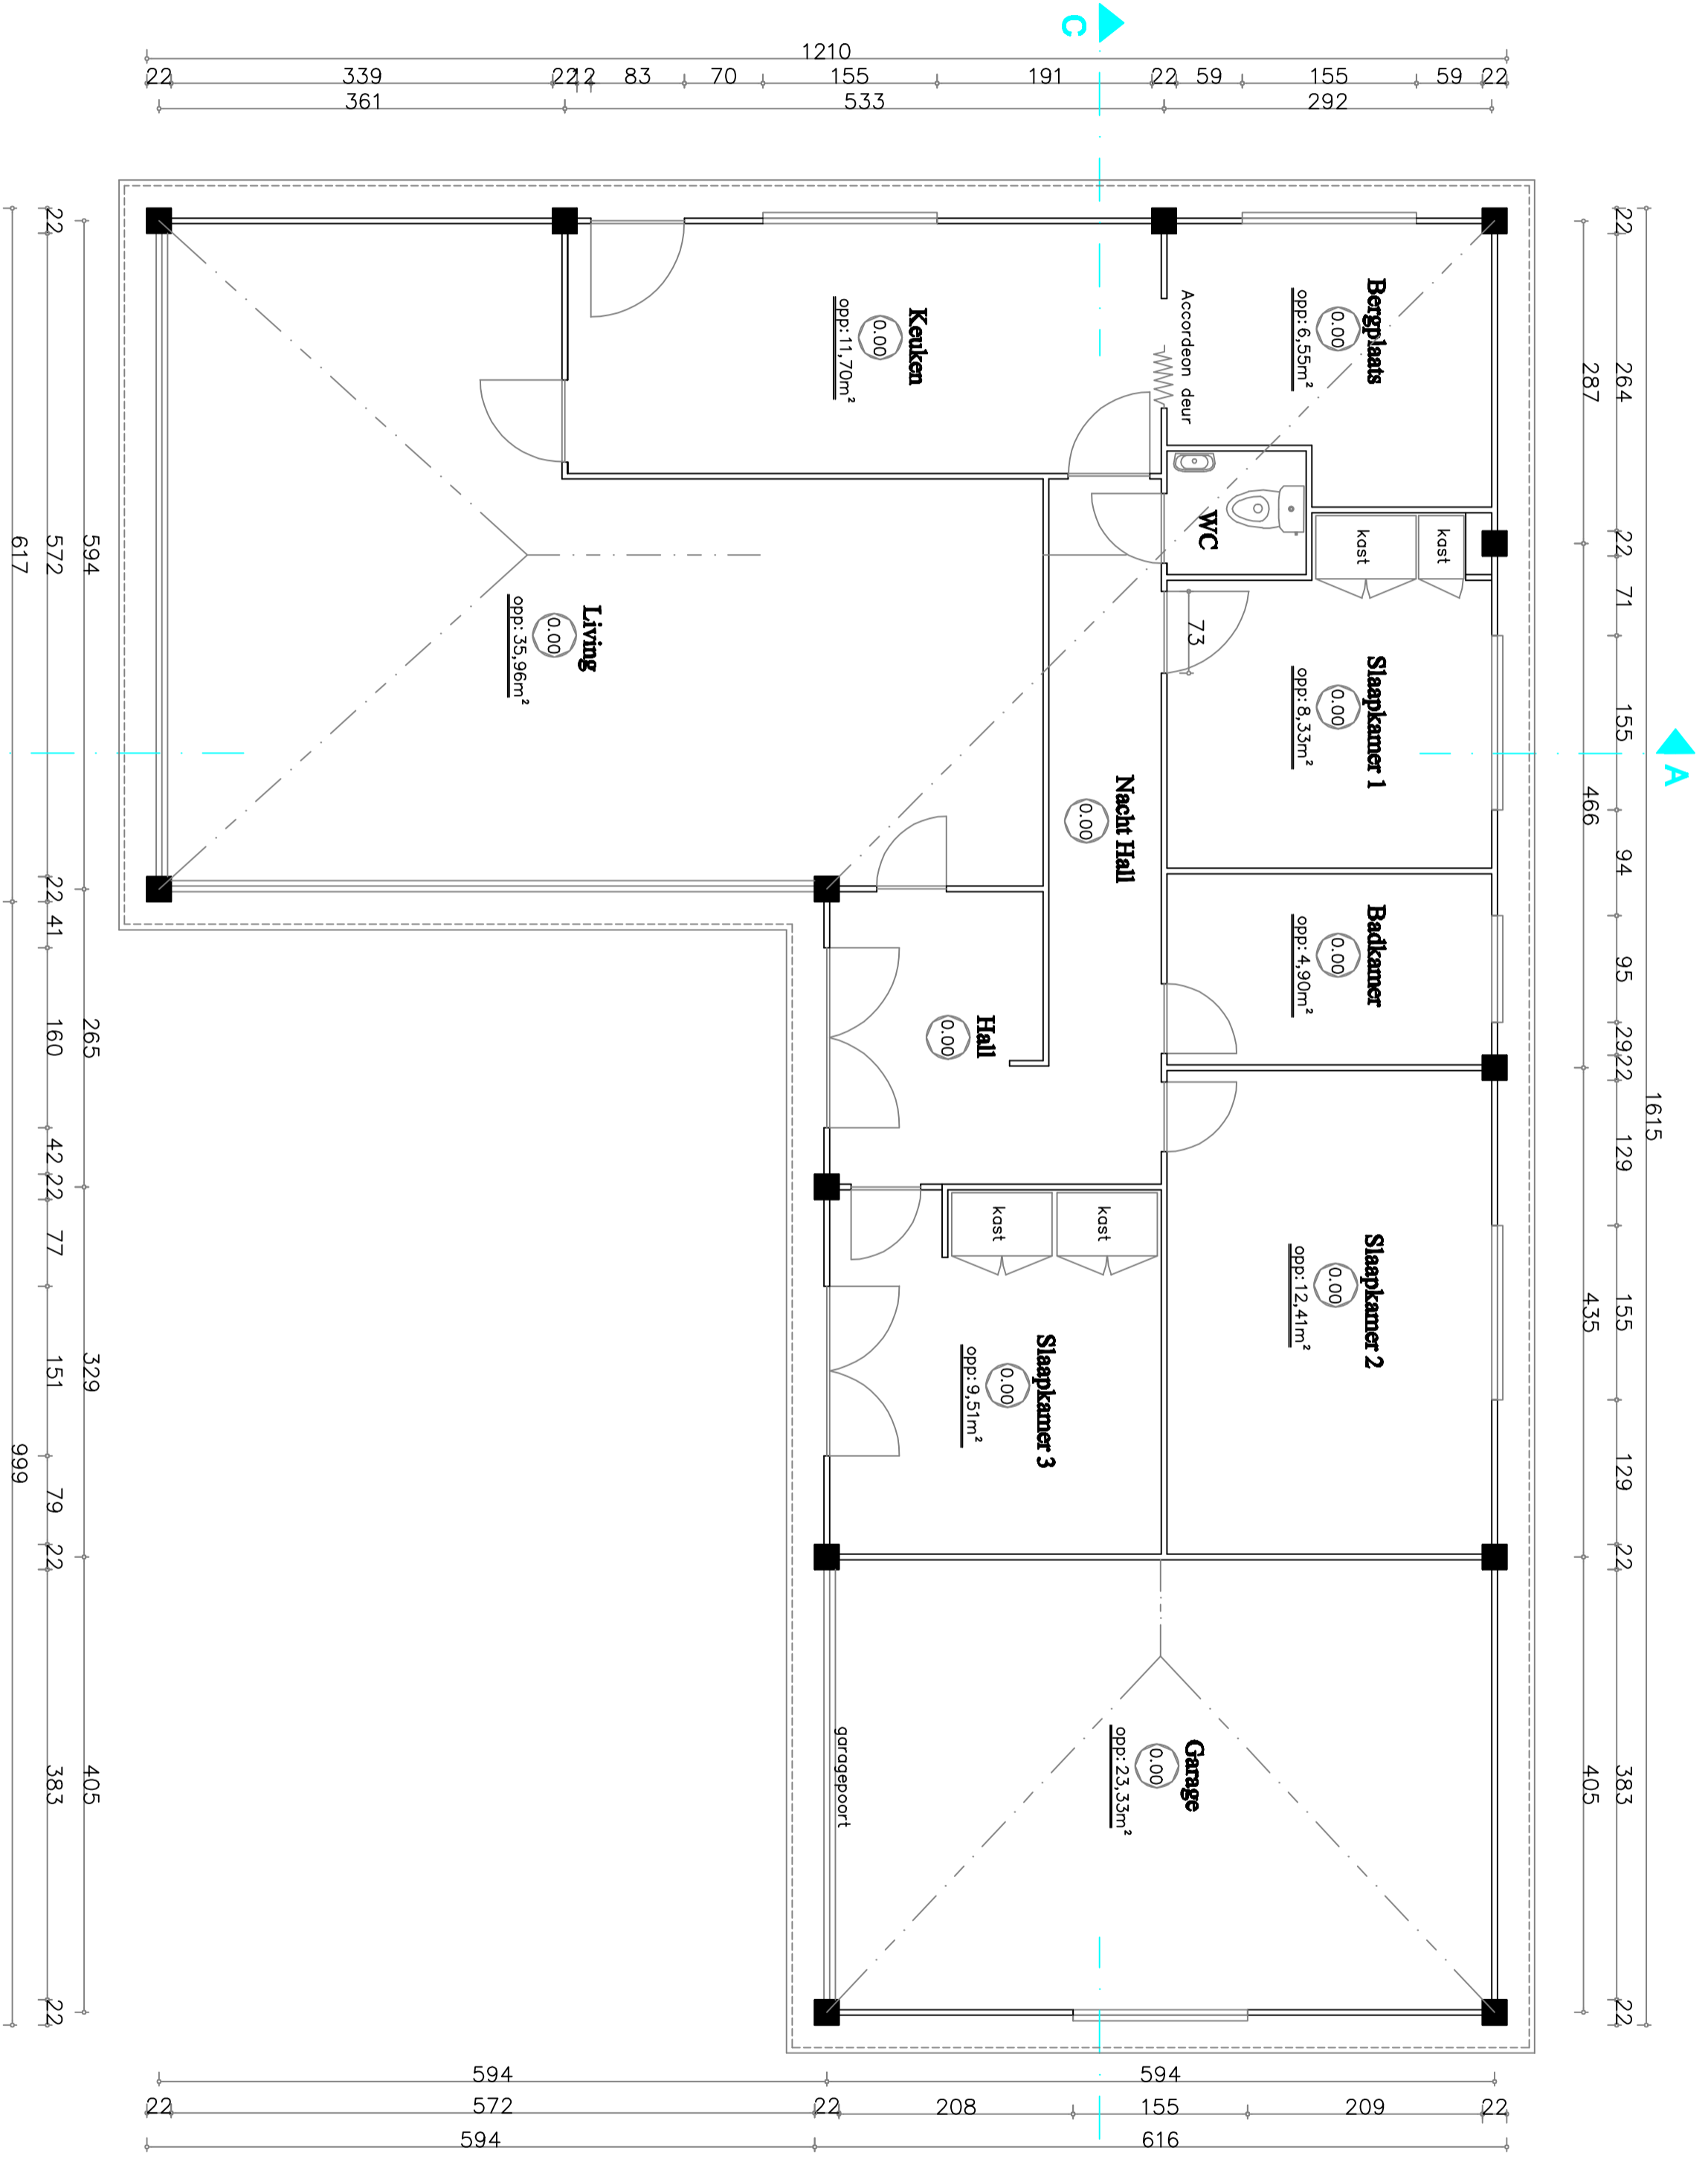 C
1210
22 339 22 12 83 70 155 191 22 59 155 59 22
361 533 292
Bergplaats
0.00
opp:6,55m²
Accordeon deur
Keuken
0.00
opp:11,70m²
WC
kast
kast
Slaapkamer 1
0.00
opp:8,33m²
73
Living
0.00
opp:35,96m²
Nacht Hall
0.00
Badkamer
0.00
opp:4,90m²
Hall
0.00
Slaapkamer 2
0.00
opp:12,41m²
kast
kast
Slaapkamer 3
0.00
opp:9,51m²
Garage
0.00
opp:23,33m²
garagepoort
A
1615
22 264 22 71 155 94 95 29 22 129 155 129 22 383 22
287 466 435 405
594 265 329 405
22 572 22 41 160 42 22 77 151 79 22 383 22
617 999
594 594
22 572 22 208 155 209 22
594 616